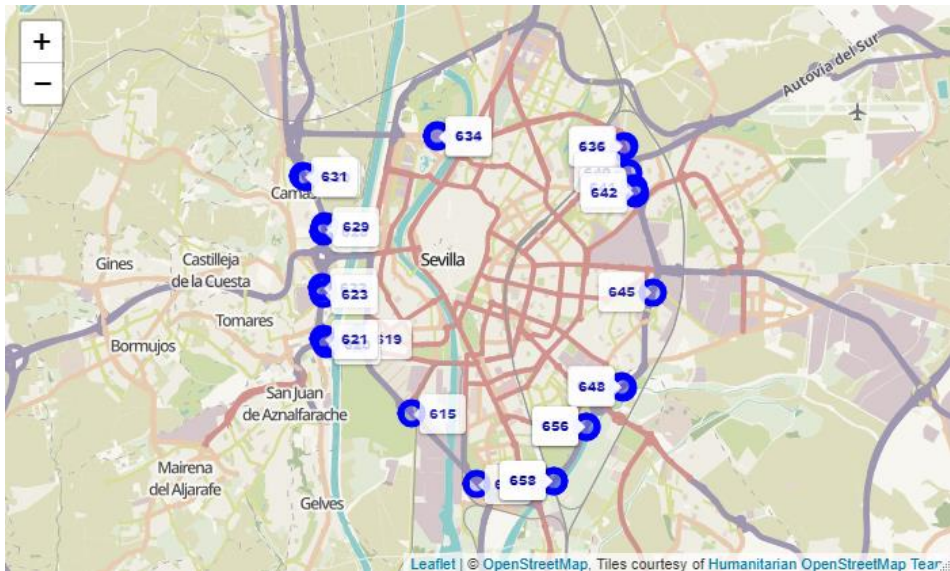 +
−
Autovía del Sur
634
636
631
642
629
Gines
Castilleja
de la Cuesta
Sevilla
623
645
Tomares
Bormujos
621
619
San Juan
de Aznalfarache
648
615
656
Mairena
del Aljarafe
658
Gelves
Leaflet | © OpenStreetMap, Tiles courtesy of Humanitarian OpenStreetMap Team